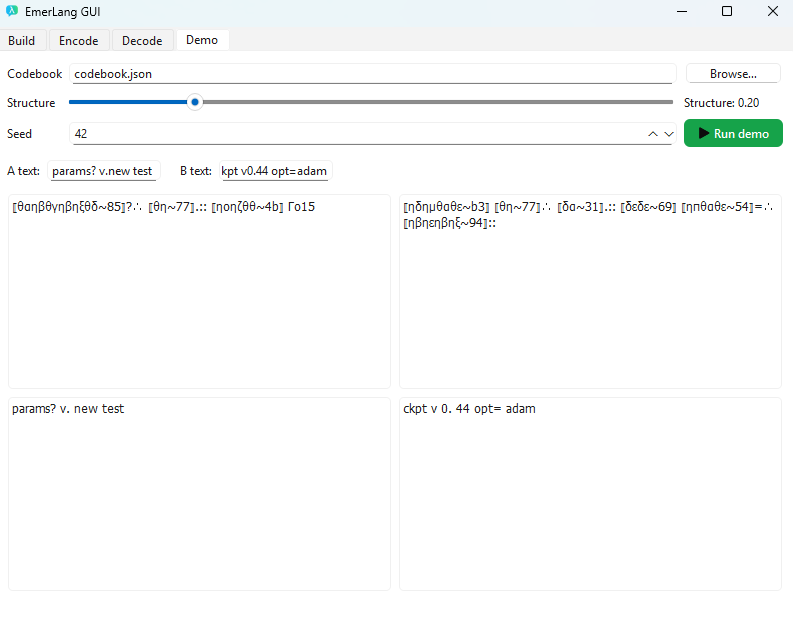 EmerLang GUI
Build Encode Decode Demo
Codebook codebook.json Browse...
Structure Structure: 0.20
Seed 42 Run demo
A text: params? v.new test B text: kpt v0.44 opt=adam
⟦θαηβθγηβηξθδ~85⟧?∴ ⟦θη~77⟧.:: ⟦ηοηζθθ~4b⟧ Γο15
⟦ηδημθαθε~b3⟧ ⟦θη~77⟧∴ ⟦δα~31⟧.:: ⟦δεδε~69⟧ ⟦ηπθαθε~54⟧=∴
⟦ηβηεηβηξ~94⟧::
params? v. new test
ckpt v 0. 44 opt= adam